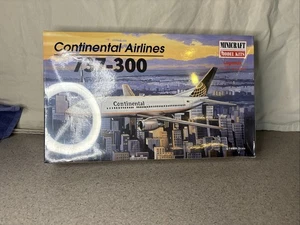 Continental Airlines
737-300
MINICRAFT
MODEL KITS
Continental